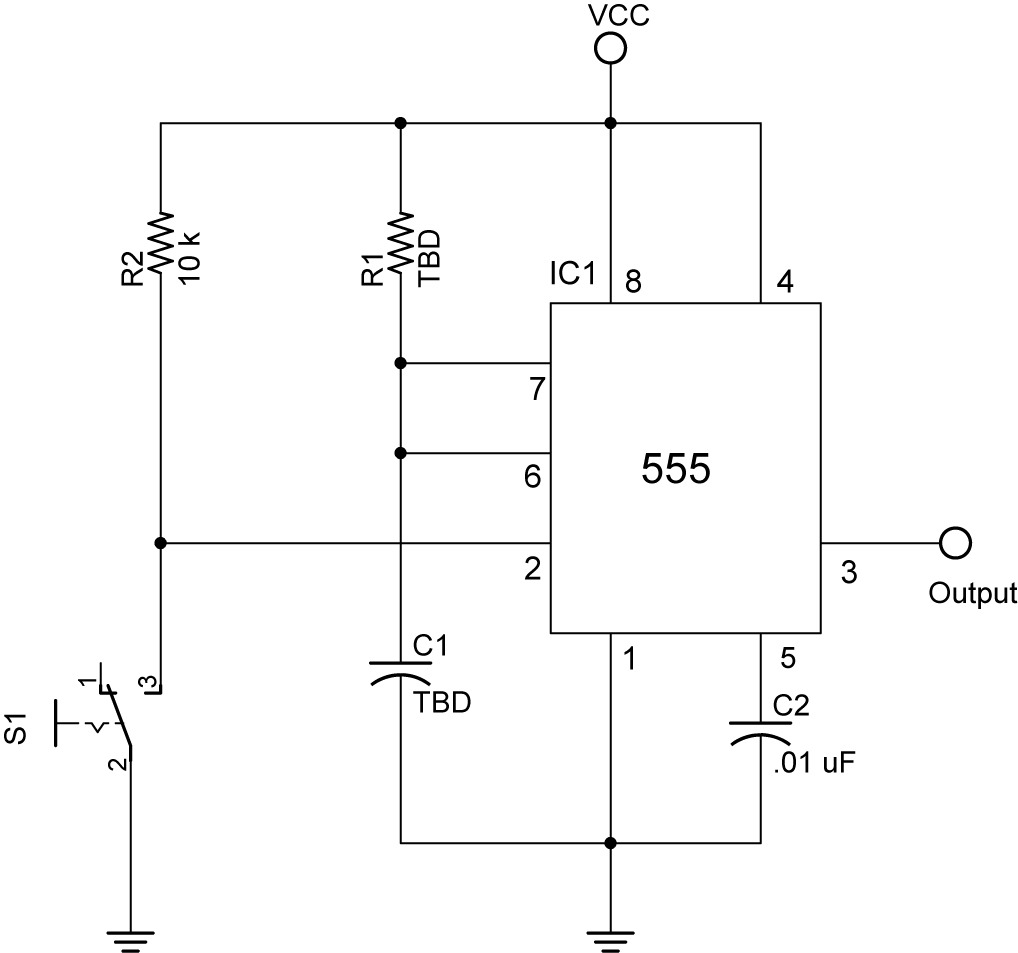 VCC
R2
10 k
R1
TBD
IC1
8
4
7
6
555
2
3
Output
1
5
C1
TBD
C2
.01 uF
S1
1
3
2